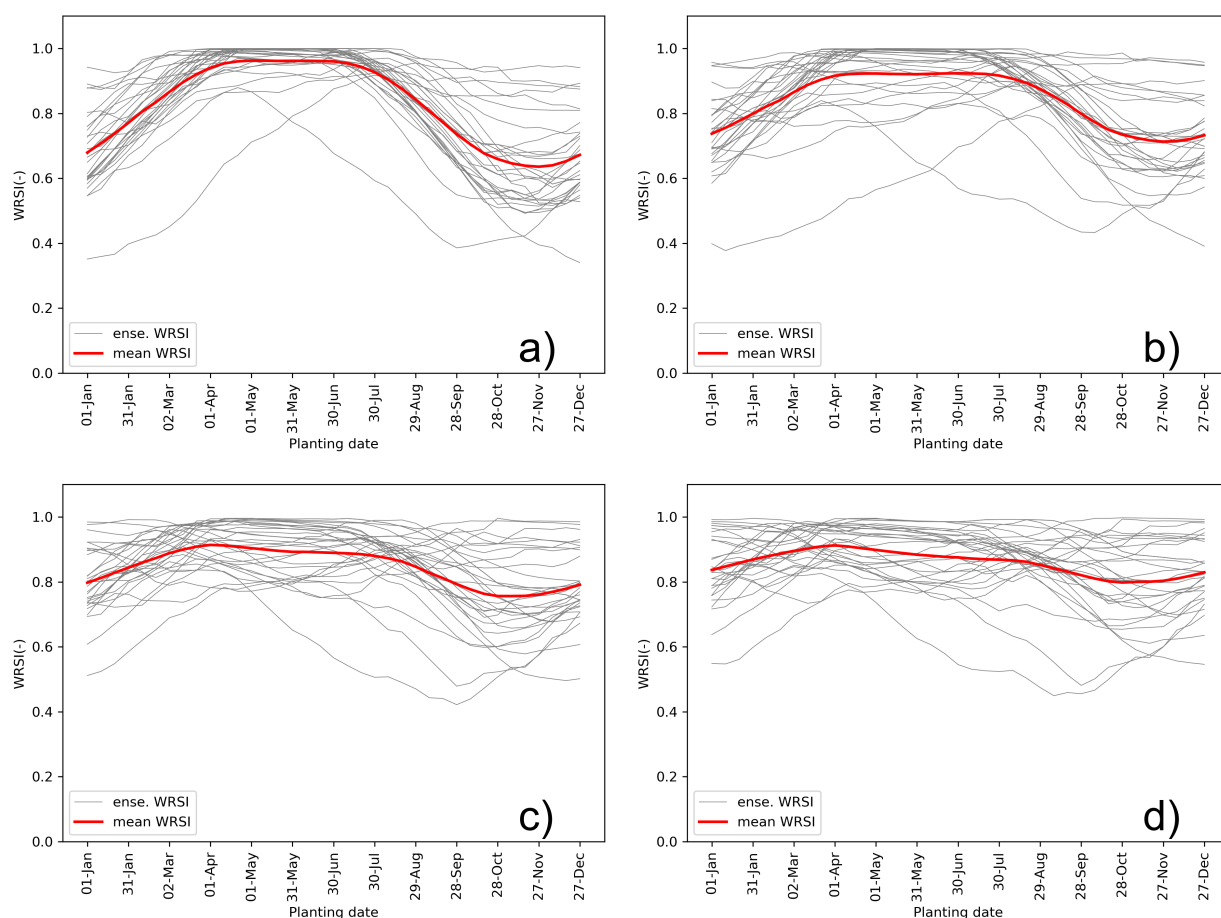 WRSI(-)
1.0
0.8
0.6
0.4
0.2
0.0
ense. WRSI
mean WRSI
a)
01-Jan
31-Jan
02-Mar
01-Apr
01-May
31-May
30-Jun
30-Jul
29-Aug
28-Sep
28-Oct
27-Nov
27-Dec
Planting date
WRSI(-)
1.0
0.8
0.6
0.4
0.2
0.0
ense. WRSI
mean WRSI
b)
01-Jan
31-Jan
02-Mar
01-Apr
01-May
31-May
30-Jun
30-Jul
29-Aug
28-Sep
28-Oct
27-Nov
27-Dec
Planting date
WRSI(-)
1.0
0.8
0.6
0.4
0.2
0.0
ense. WRSI
mean WRSI
c)
01-Jan
31-Jan
02-Mar
01-Apr
01-May
31-May
30-Jun
30-Jul
29-Aug
28-Sep
28-Oct
27-Nov
27-Dec
Planting date
WRSI(-)
1.0
0.8
0.6
0.4
0.2
0.0
ense. WRSI
mean WRSI
d)
01-Jan
31-Jan
02-Mar
01-Apr
01-May
31-May
30-Jun
30-Jul
29-Aug
28-Sep
28-Oct
27-Nov
27-Dec
Planting date